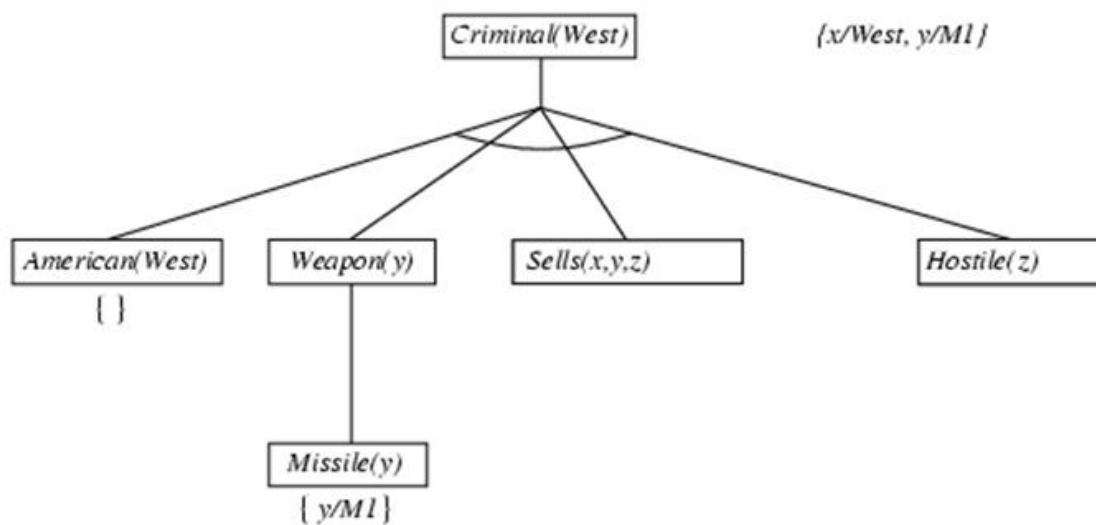 Criminal(West)
{x/West, y/M1}
American(West)
Weapon(y)
Sells(x,y,z)
Hostile(z)
{ }
Missile(y)
{ y/M1}